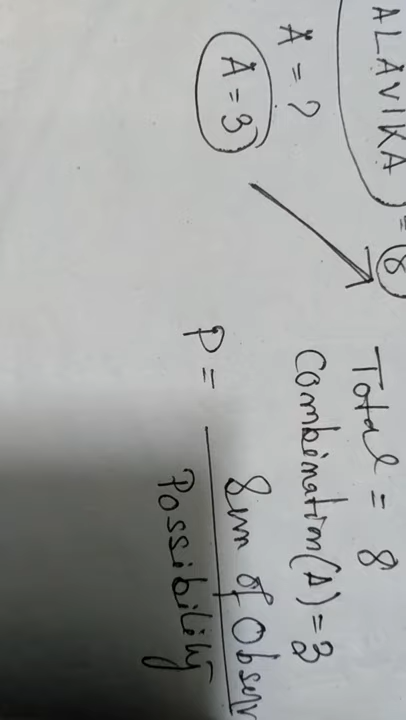 ALAVIKA = 8
A = ?
A = 3
Total = 8
Combination(A) = 3
P = Sum of Observ
Possibility